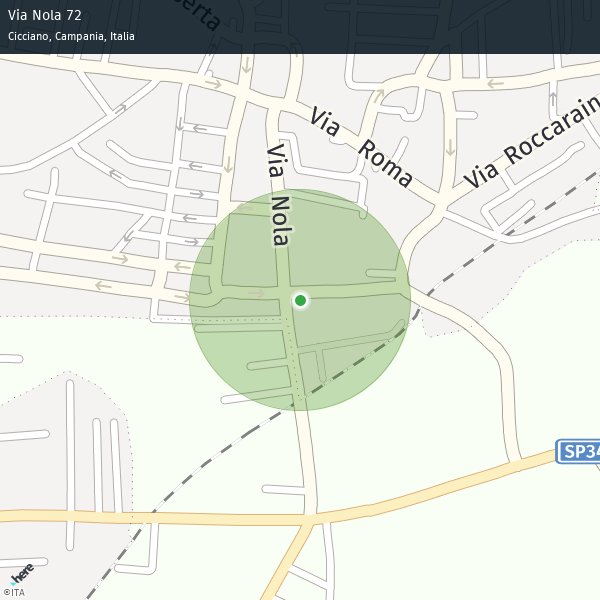 Via Nola 72
Cicciano, Campania, Italia
Via Roma
Via Roccarain
Via Nola
SP34
here
©ITA